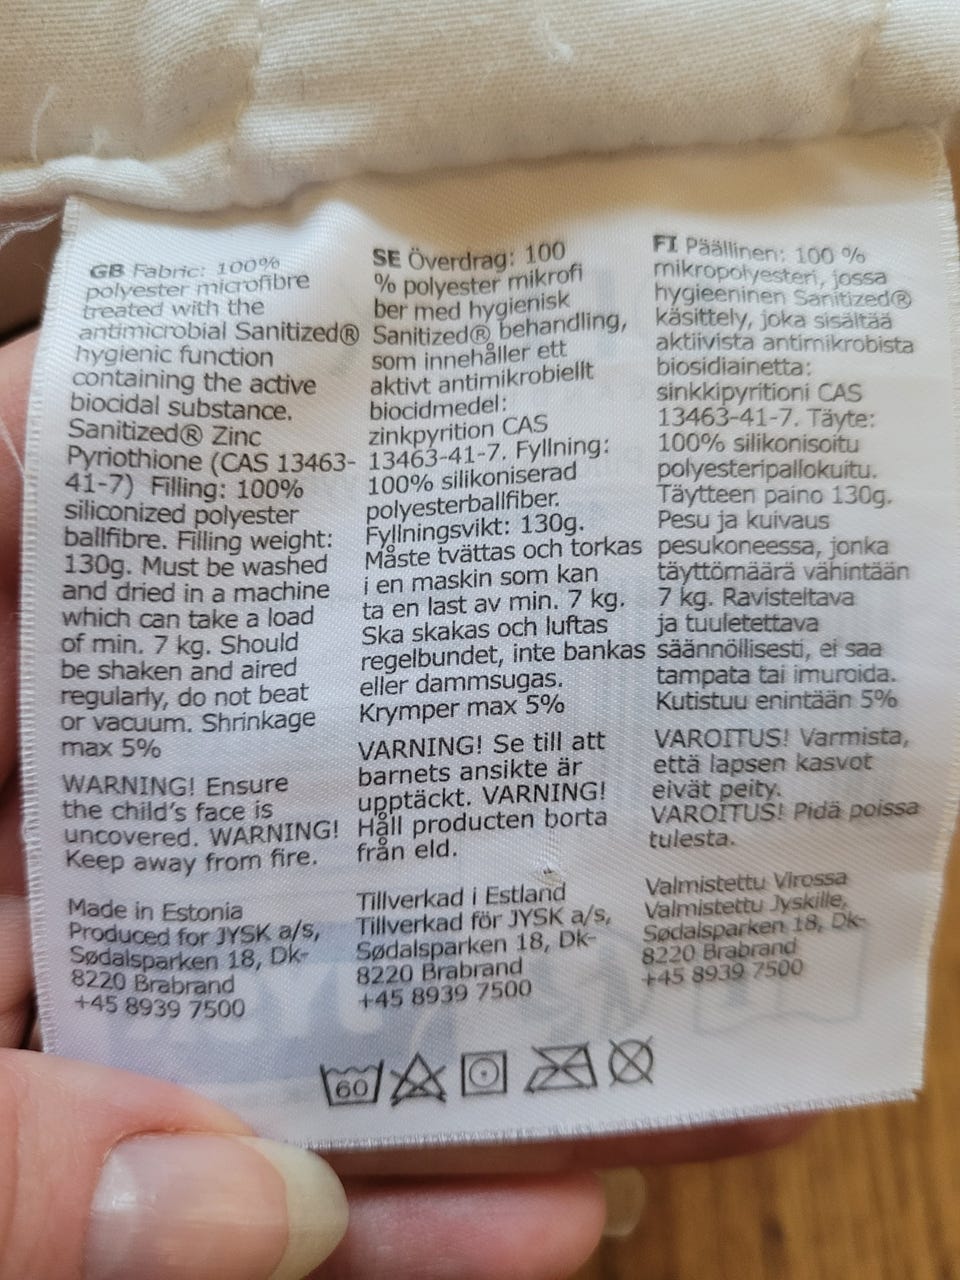 GB Fabric: 100%
polyester microfibre
treated with the
antimicrobial Sanitized®
hygienic function
containing the active
biocidal substance.
Sanitized® Zinc
Pyriothione (CAS 13463-
41-7) Filling: 100%
siliconized polyester
ballfibre. Filling weight:
130g. Must be washed
and dried in a machine
which can take a load
of min. 7 kg. Should
be shaken and aired
regularly, do not beat
or vacuum. Shrinkage
max 5%
WARNING! Ensure
the child's face is
uncovered. WARNING!
Keep away from fire.
Made in Estonia
Produced for JYSK a/s,
Sødalsparken 18, Dk-
8220 Brabrand
+45 8939 7500
SE Överdrag: 100
% polyester mikrofi
ber med hygienisk
Sanitized® behandling,
som innehåller ett
aktivt antimikrobiellt
biocidmedel:
zinkpyrition CAS
13463-41-7. Fyllning:
100% silikoniserad
polyesterballfiber.
Fyllningsvikt: 130g.
Måste tvättas och torkas
i en maskin som kan
ta en last av min. 7 kg.
Ska skakas och luftas
regelbundet, inte bankas
eller dammsugas.
Krymper max 5%
VARNING! Se till att
barnets ansikte är
upptäckt. VARNING!
Håll producten borta
från eld.
Tillverkad i Estland
Tillverkad för JYSK a/s,
Sødalsparken 18, Dk-
8220 Brabrand
+45 8939 7500
FI Päällinen: 100 %
mikropolyesteri, jossa
hygieeninen Sanitized®
käsittely, joka sisältää
aktiivista antimikrobista
biosidiainetta:
sinkkipyritioni CAS
13463-41-7. Täyte:
100% silikonisoitu
polyesteripallokuitu.
Täytteen paino 130g.
Pesu ja kuivaus
pesukoneessa, jonka
täyttömäärä vähintään
7 kg. Ravisteltava
ja tuuletettava
säännöllisesti, ei saa
tampata tai imuroida.
Kutistuu enintään 5%
VAROITUS! Varmista,
että lapsen kasvot
eivät peity.
VAROITUS! Pidä poissa
tulesta.
Valmistettu Virossa
Valmistettu Jyskille,
Sødalsparken 18, Dk-
8220 Brabrand
+45 8939 7500
60